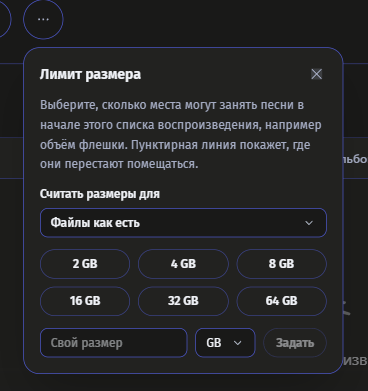 ...
Лимит размера
Выберите, сколько места могут занять песни в
начале этого списка воспроизведения, например
объём флешки. Пунктирная линия покажет, где
они перестают помещаться.
Считать размеры для
Файлы как есть
2 GB 4 GB 8 GB
16 GB 32 GB 64 GB
Свой размер GB Задать